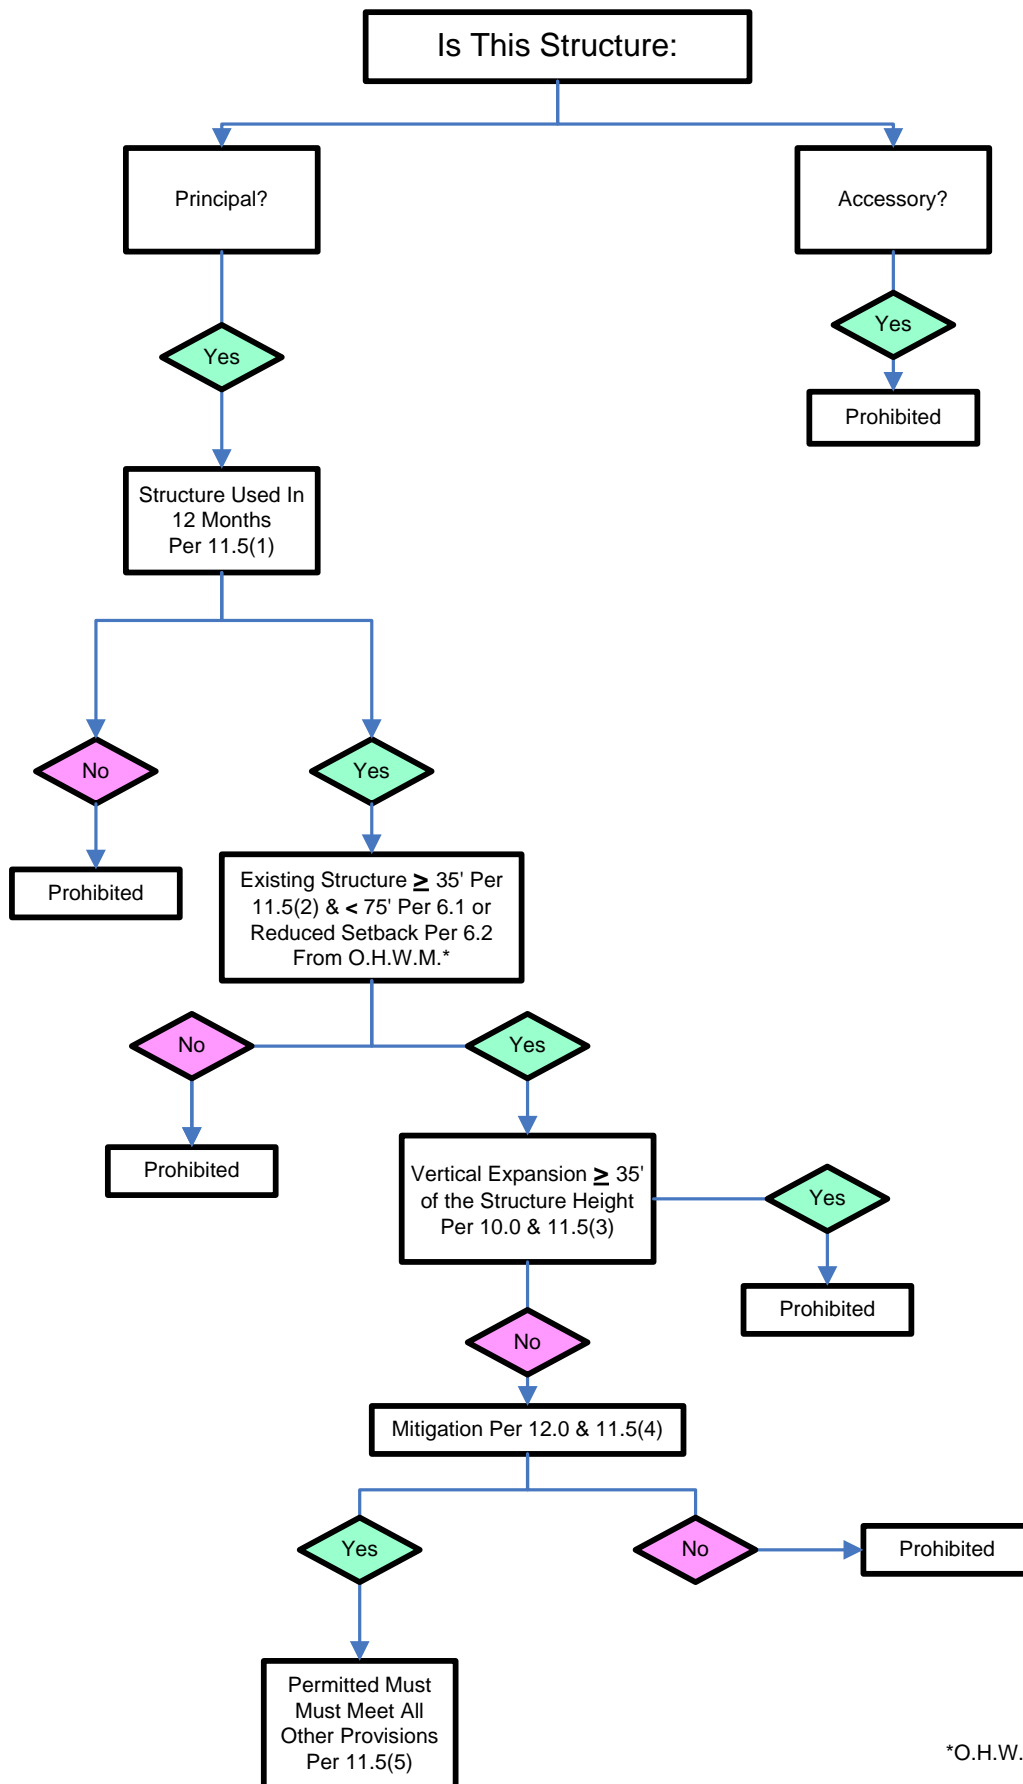 Is This Structure:
Principal?
Accessory?
Yes
Yes
Prohibited
Structure Used In
12 Months
Per 11.5(1)
No
Yes
Prohibited
Existing Structure ≥ 35' Per
11.5(2) & < 75' Per 6.1 or
Reduced Setback Per 6.2
From O.H.W.M.*
No
Yes
Prohibited
Vertical Expansion ≥ 35'
of the Structure Height
Per 10.0 & 11.5(3)
Yes
Prohibited
No
Mitigation Per 12.0 & 11.5(4)
Yes
No
Prohibited
Permitted Must
Must Meet All
Other Provisions
Per 11.5(5)
*O.H.W.